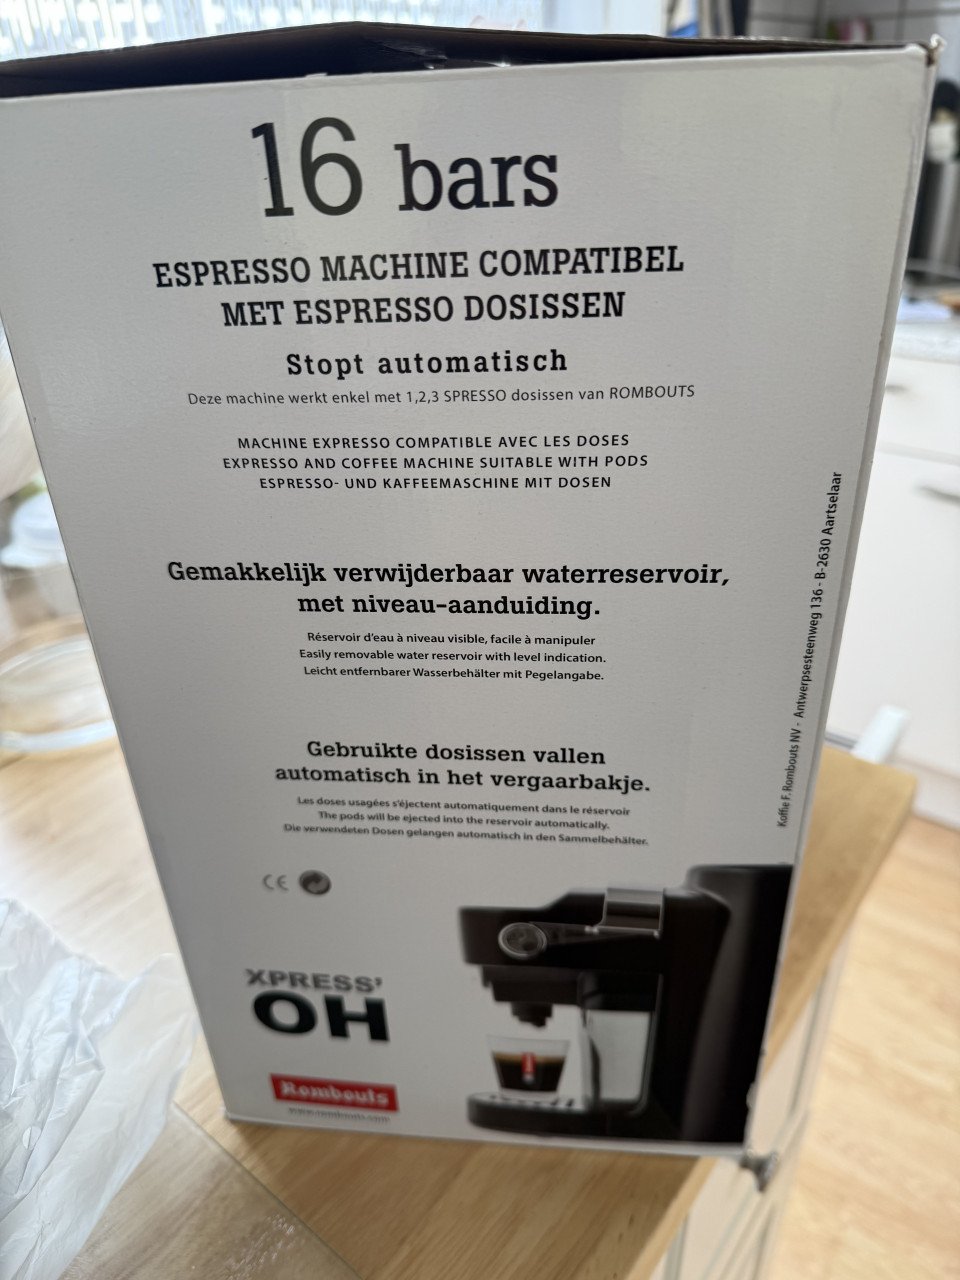 16 bars
ESPRESSO MACHINE COMPATIBEL
MET ESPRESSO DOSISSEN
Stopt automatisch
Deze machine werkt enkel met 1,2,3 SPRESSO dosissen van ROMBOUTS
MACHINE EXPRESSO COMPATIBLE AVEC LES DOSES
EXPRESSO AND COFFEE MACHINE SUITABLE WITH PODS
ESPRESSO- UND KAFFEEMASCHINE MIT DOSEN
Gemakkelijk verwijderbaar waterreservoir,
met niveau-aanduiding.
Réservoir d'eau à niveau visible, facile à manipuler
Easily removable water reservoir with level indication.
Leicht entfernbarer Wasserbehälter mit Pegelangabe.
Gebruikte dosissen vallen
automatisch in het vergaarbakje.
Les doses usagées s'éjectent automatiquement dans le réservoir
The pods will be ejected into the reservoir automatically.
Die verwendeten Dosen gelangen automatisch in den Sammelbehälter.
CE
XPRESS'
OH
Rombouts
www.rombouts.com
Koffie F. Rombouts NV - Antwerpsesteenweg 136 - B-2630 Aartselaar